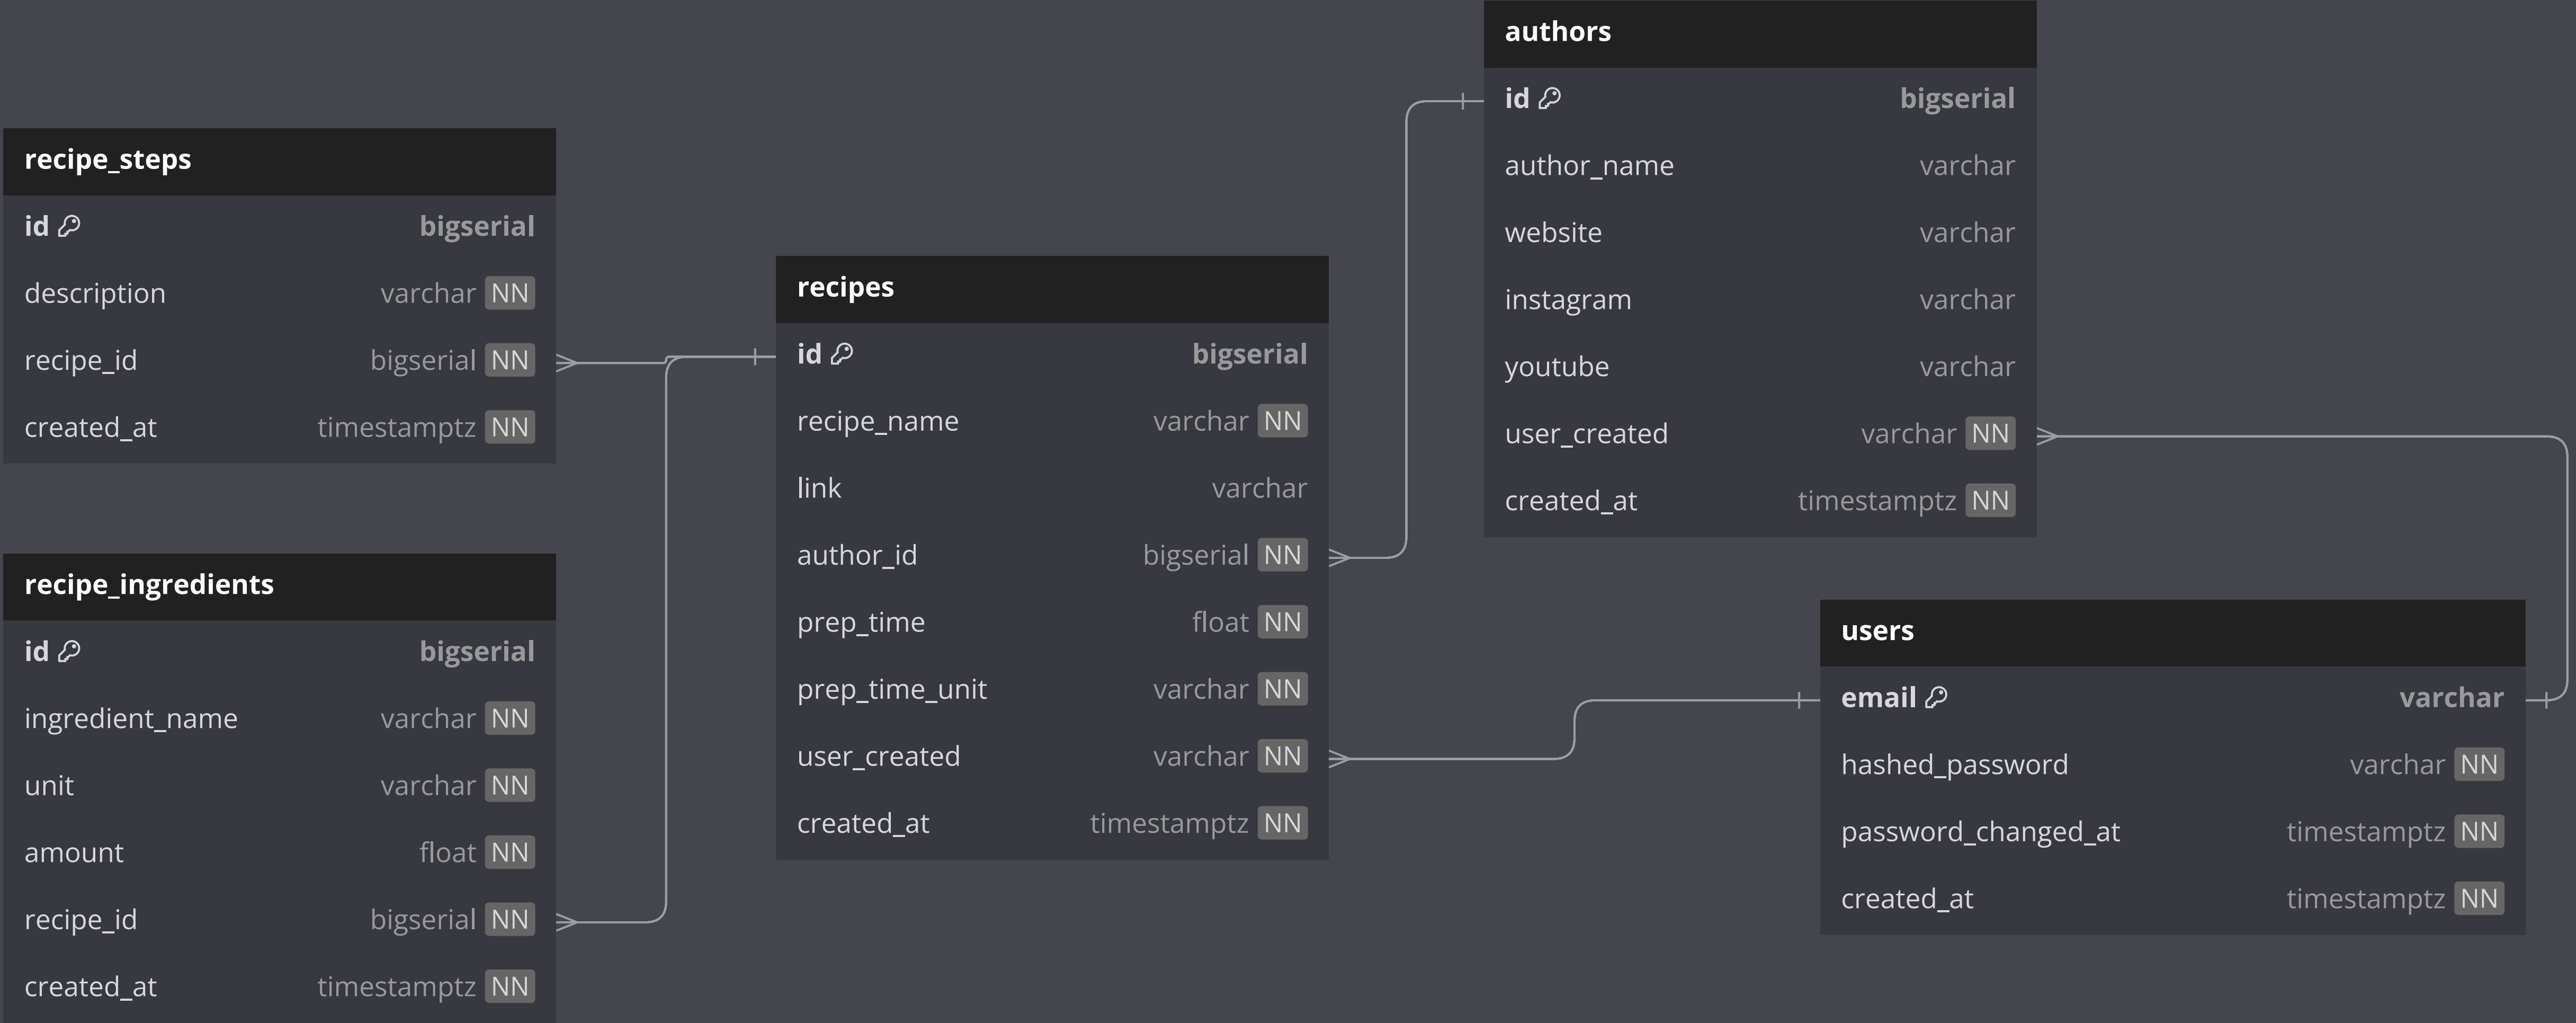 recipe_steps
id bigserial
description varchar NN
recipe_id bigserial NN
created_at timestamptz NN
recipe_ingredients
id bigserial
ingredient_name varchar NN
unit varchar NN
amount float NN
recipe_id bigserial NN
created_at timestamptz NN
recipes
id bigserial
recipe_name varchar NN
link varchar
author_id bigserial NN
prep_time float NN
prep_time_unit varchar NN
user_created varchar NN
created_at timestamptz NN
authors
id bigserial
author_name varchar
website varchar
instagram varchar
youtube varchar
user_created varchar NN
created_at timestamptz NN
users
email varchar
hashed_password varchar NN
password_changed_at timestamptz NN
created_at timestamptz NN